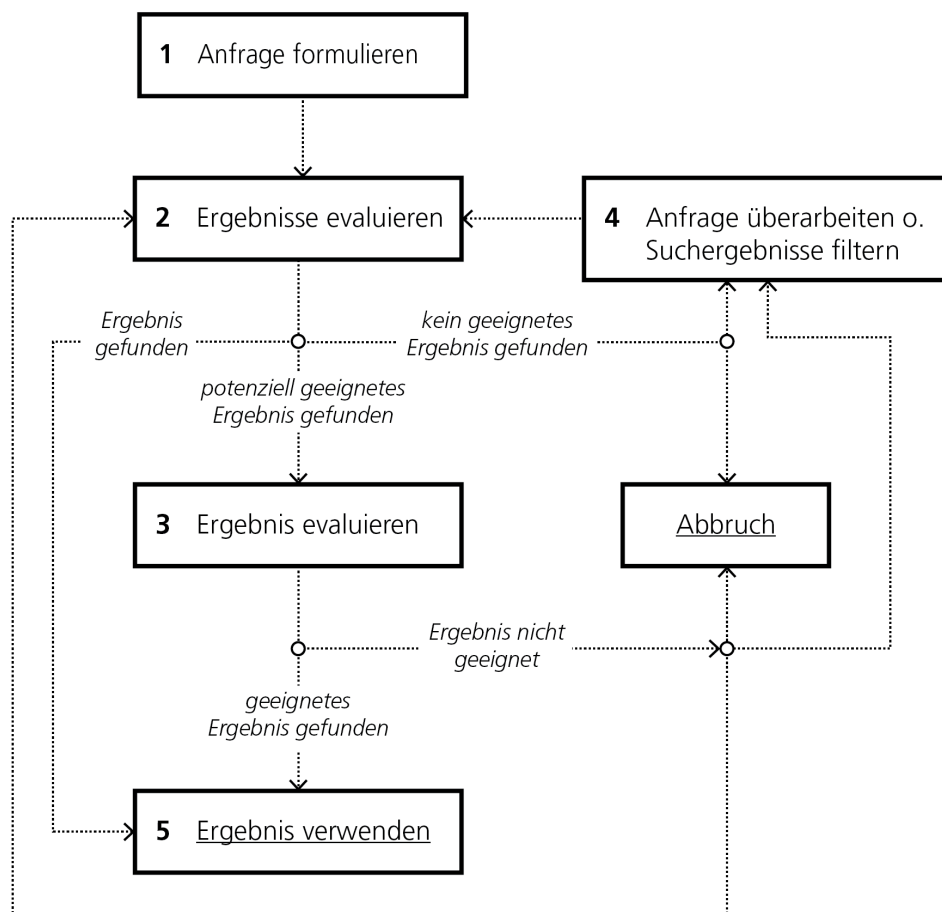 1 Anfrage formulieren
2 Ergebnisse evaluieren
4 Anfrage überarbeiten o.
Suchergebnisse filtern
Ergebnis
gefunden
kein geeignetes
Ergebnis gefunden
potenziell geeignetes
Ergebnis gefunden
3 Ergebnis evaluieren
Abbruch
Ergebnis nicht
geeignet
geeignetes
Ergebnis gefunden
5 Ergebnis verwenden